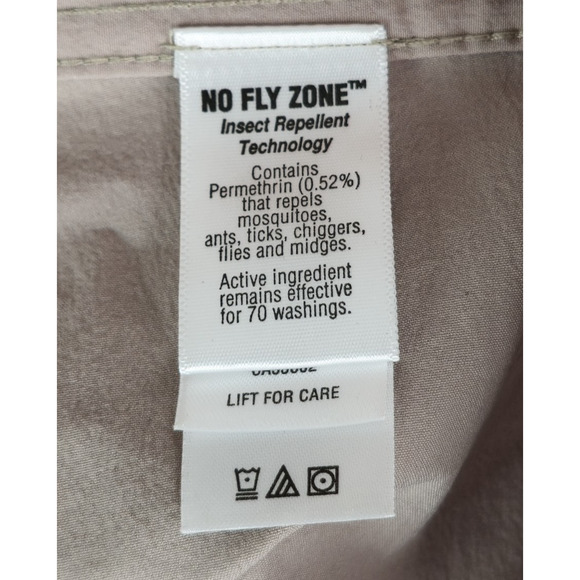 NO FLY ZONE™
Insect Repellent
Technology
Contains
Permethrin (0.52%)
that repels
mosquitoes,
ants, ticks, chiggers,
flies and midges.
Active ingredient
remains effective
for 70 washings.
LIFT FOR CARE